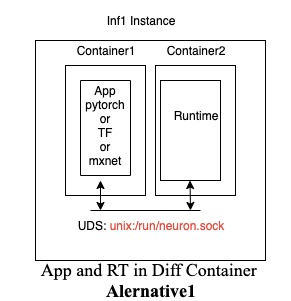 Inf1 Instance
Container1
Container2
App
pytorch
or
TF
or
mxnet
Runtime
UDS: unix:/run/neuron.sock
App and RT in Diff Container
Alernative1